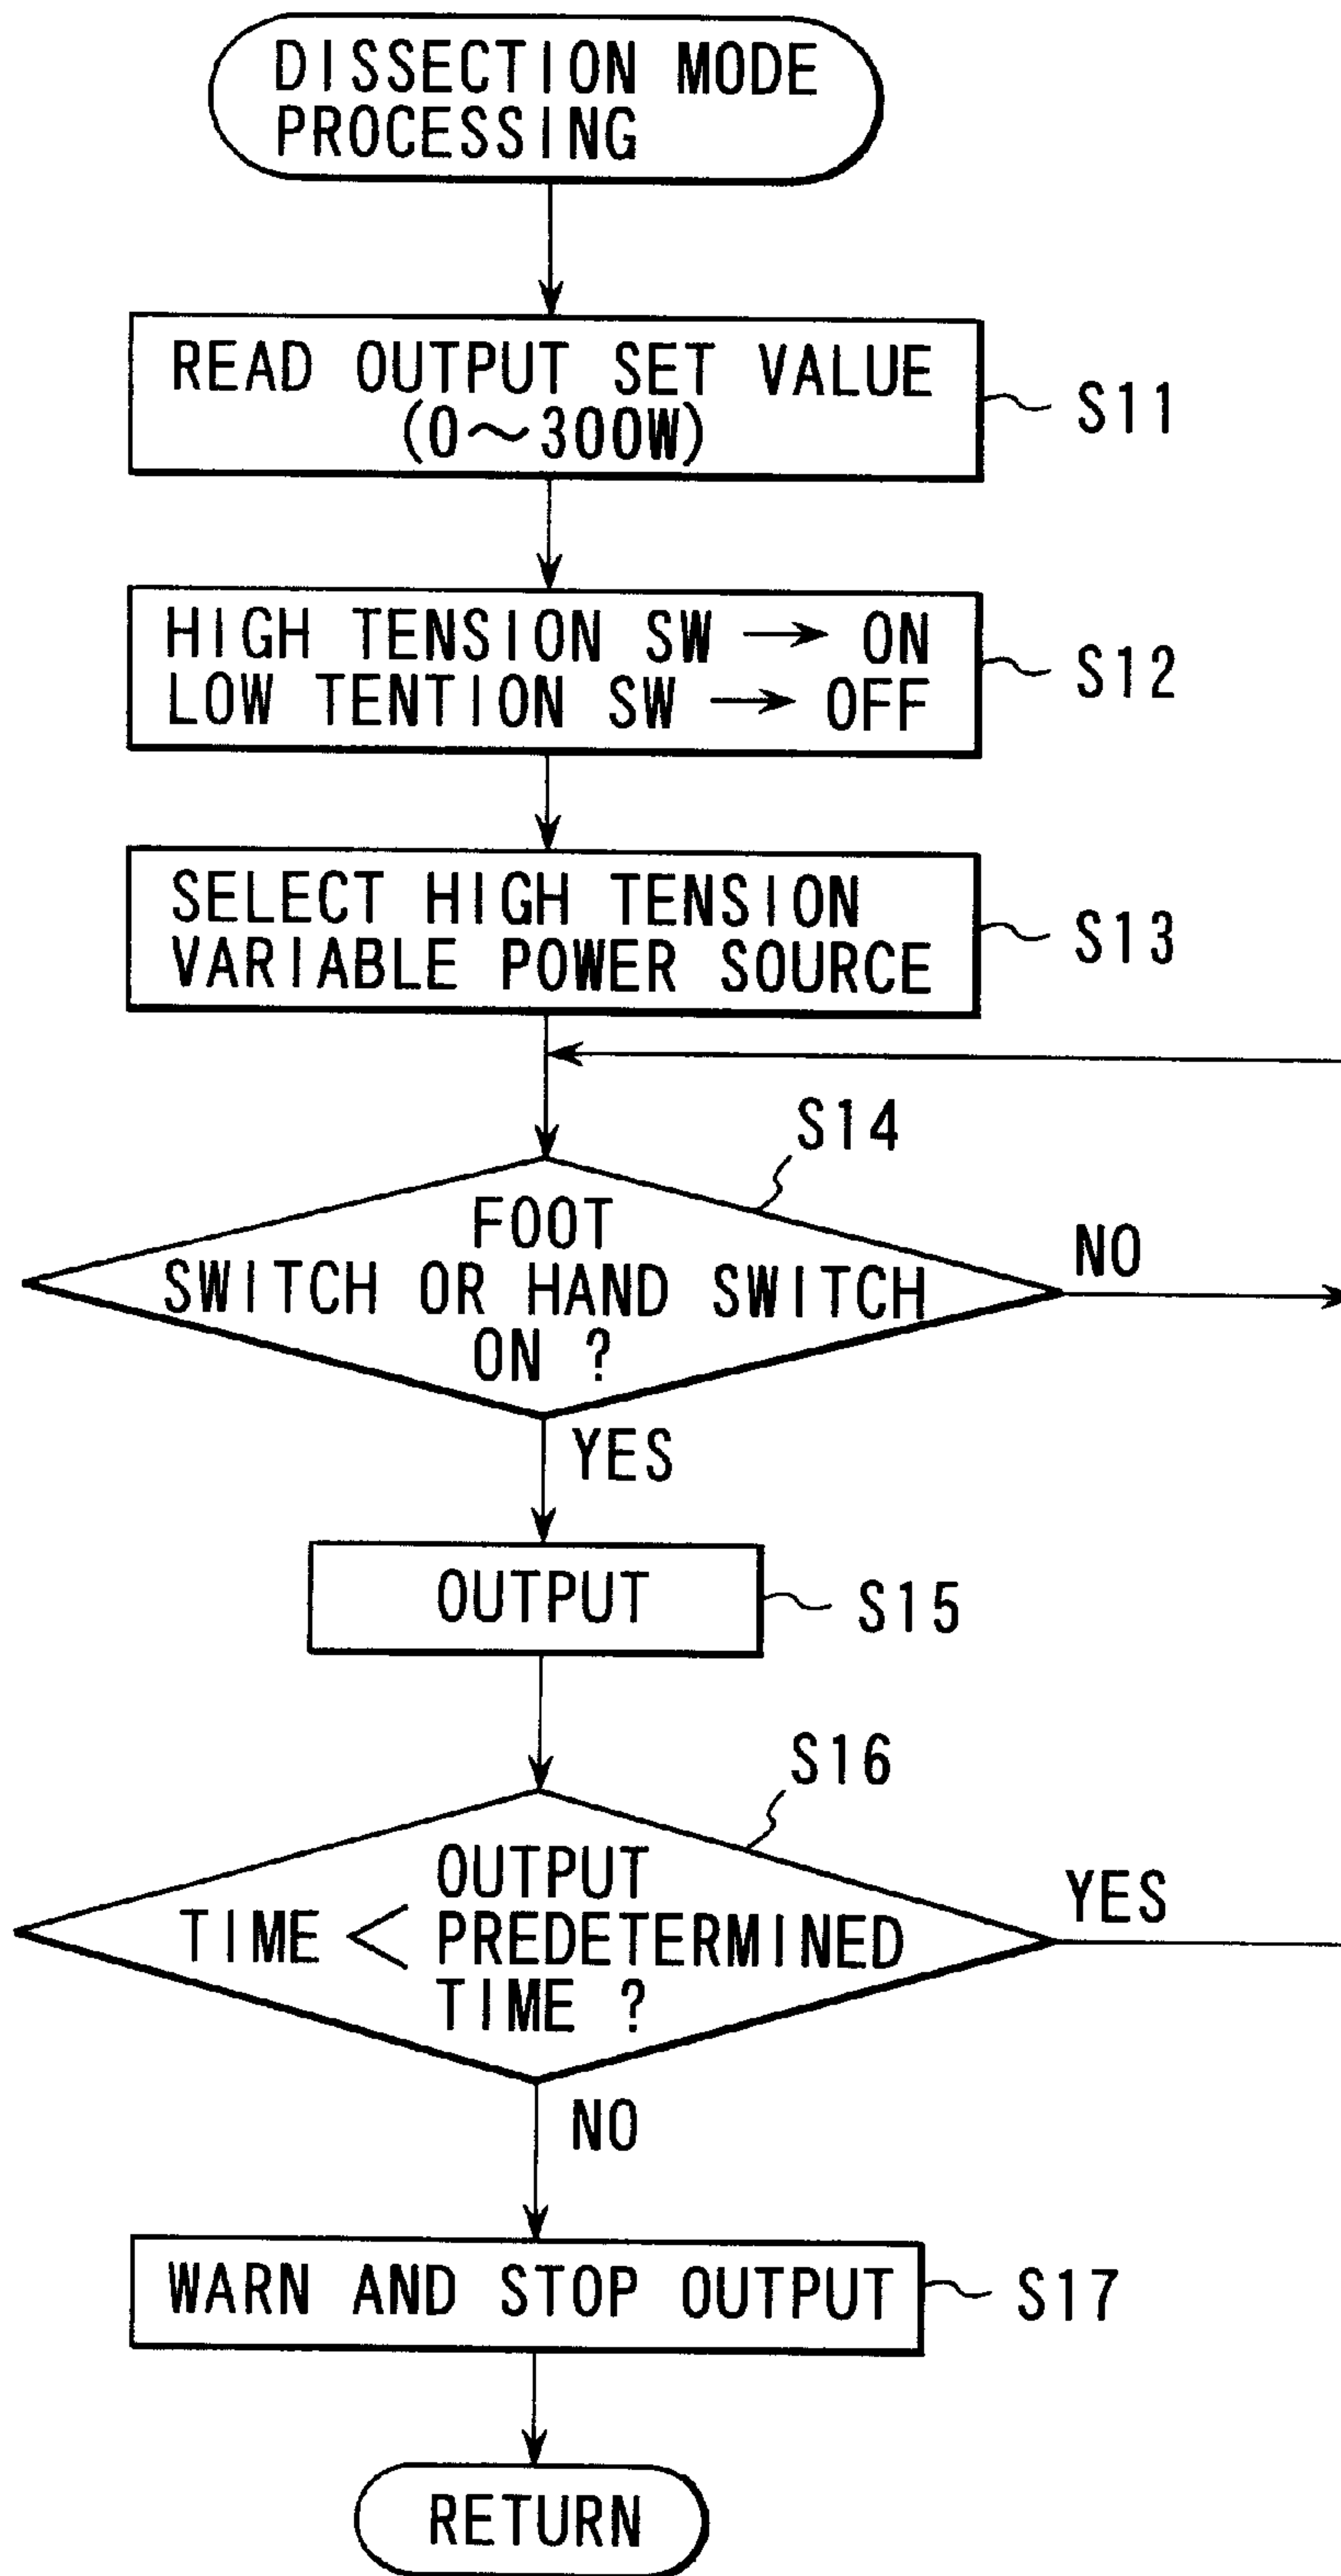 DISSECTION MODE
PROCESSING
READ OUTPUT SET VALUE
(0~300W)
S11
HIGH TENSION SW → ON
LOW TENTION SW → OFF
S12
SELECT HIGH TENSION
VARIABLE POWER SOURCE
S13
S14
FOOT
SWITCH OR HAND SWITCH
ON ?
NO
YES
OUTPUT
S15
S16
OUTPUT
TIME < PREDETERMINED
TIME ?
YES
NO
WARN AND STOP OUTPUT
S17
RETURN